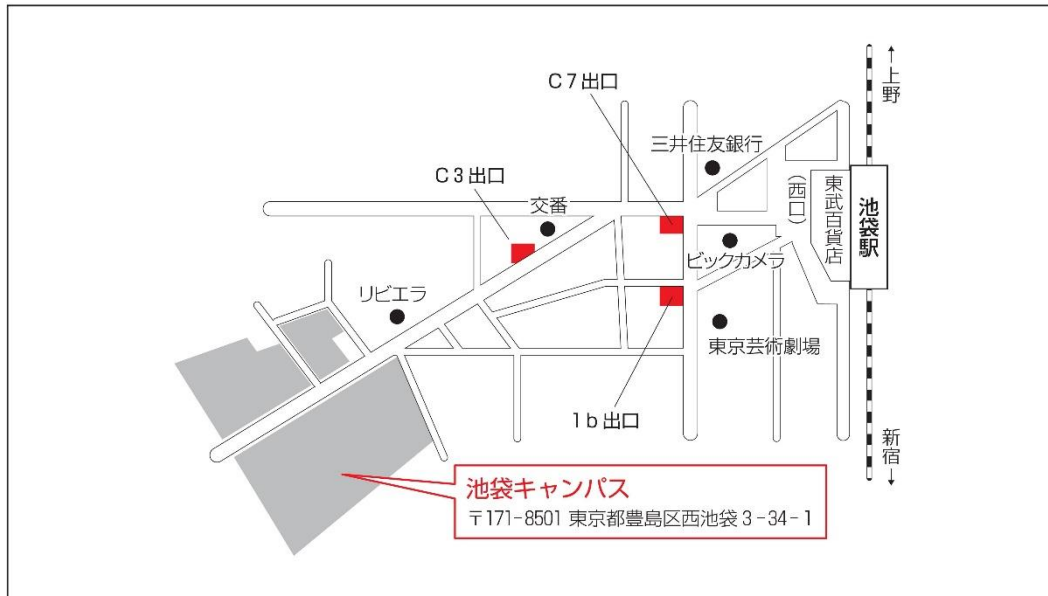 ↑上野
C7出口
三井住友銀行
C3出口
交番
(西口)
東武百貨店
池袋駅
ビックカメラ
リビエラ
東京芸術劇場
1b出口
新宿↓
池袋キャンパス
〒171-8501 東京都豊島区西池袋3-34-1